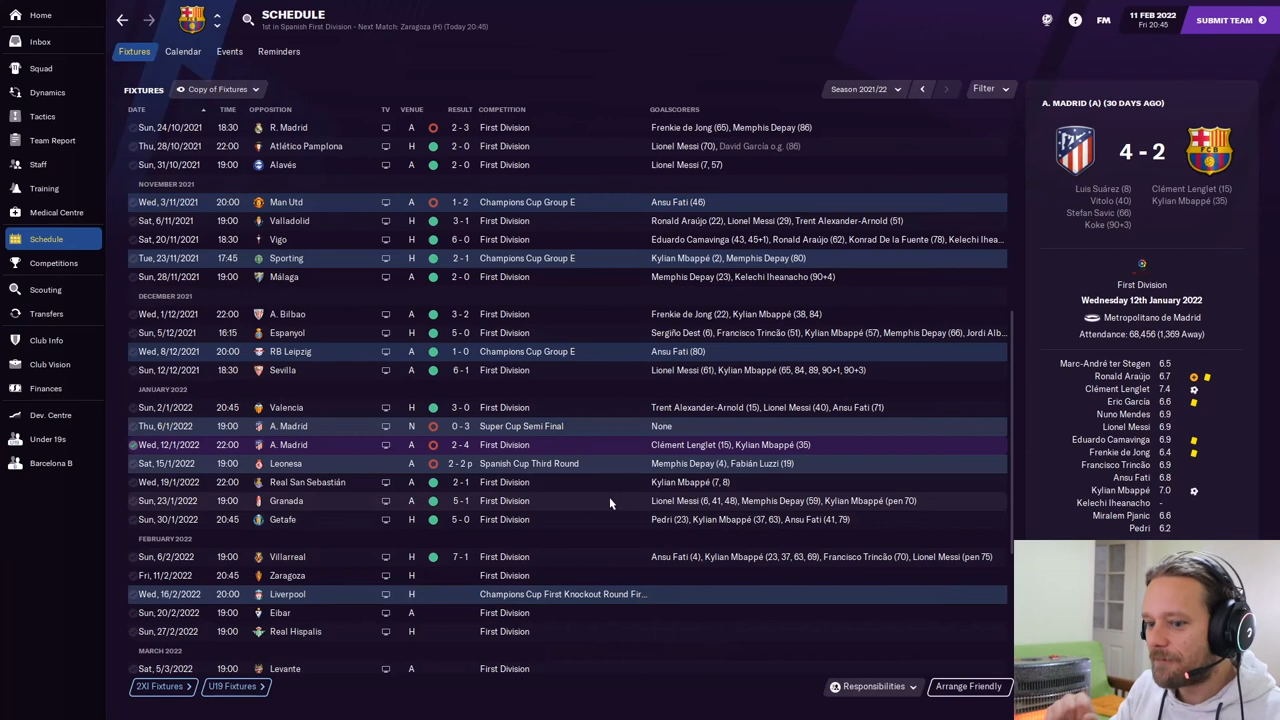 Home
SCHEDULE
1st in Spanish First Division - Next Match: Zaragoza (H) (Today 20:45)
FM
11 FEB 2022
Fri 20:45
SUBMIT TEAM
Inbox
Squad
Dynamics
Tactics
Team Report
Staff
Training
Medical Centre
Schedule
Competitions
Scouting
Transfers
Club Info
Club Vision
Finances
Dev. Centre
Under 19s
Barcelona B
Fixtures Calendar Events Reminders
FIXTURES Copy of Fixtures Season 2021/22 Filter
DATE TIME OPPOSITION TV VENUE RESULT COMPETITION GOALSCORERS
Sun, 24/10/2021 18:30 R. Madrid A 2 - 3 First Division Frenkie de Jong (65), Memphis Depay (86)
Thu, 28/10/2021 22:00 Atlético Pamplona H 2 - 0 First Division Lionel Messi (70), David García o.g. (86)
Sun, 31/10/2021 19:00 Alavés A 2 - 0 First Division Lionel Messi (7, 57)
NOVEMBER 2021
Wed, 3/11/2021 20:00 Man Utd A 1 - 2 Champions Cup Group E Ansu Fati (46)
Sat, 6/11/2021 19:00 Valladolid H 3 - 1 First Division Ronald Araújo (22), Lionel Messi (29), Trent Alexander-Arnold (51)
Sat, 20/11/2021 18:30 Vigo H 6 - 0 First Division Eduardo Camavinga (43, 45+1), Ronald Araújo (62), Konrad De la Fuente (78), Kelechi Ihea...
Tue, 23/11/2021 17:45 Sporting H 2 - 1 Champions Cup Group E Kylian Mbappé (2), Memphis Depay (80)
Sun, 28/11/2021 19:00 Málaga A 2 - 0 First Division Memphis Depay (23), Kelechi Iheanacho (90+4)
DECEMBER 2021
Wed, 1/12/2021 22:00 A. Bilbao A 3 - 2 First Division Frenkie de Jong (22), Kylian Mbappé (38, 84)
Sun, 5/12/2021 16:15 Espanyol H 5 - 0 First Division Sergiño Dest (6), Francisco Trincão (51), Kylian Mbappé (57), Memphis Depay (66), Jordi Alb...
Wed, 8/12/2021 20:00 RB Leipzig A 1 - 0 Champions Cup Group E Ansu Fati (80)
Sun, 12/12/2021 18:30 Sevilla A 6 - 1 First Division Lionel Messi (61), Kylian Mbappé (65, 84, 89, 90+1, 90+3)
JANUARY 2022
Sun, 2/1/2022 20:45 Valencia H 3 - 0 First Division Trent Alexander-Arnold (15), Lionel Messi (40), Ansu Fati (71)
Thu, 6/1/2022 19:00 A. Madrid N 0 - 3 Super Cup Semi Final None
Wed, 12/1/2022 22:00 A. Madrid A 2 - 4 First Division Clément Lenglet (15), Kylian Mbappé (35)
Sat, 15/1/2022 19:00 Leonesa A 2 - 2 p Spanish Cup Third Round Memphis Depay (4), Fabián Luzzi (19)
Wed, 19/1/2022 22:00 Real San Sebastián A 2 - 1 First Division Kylian Mbappé (7, 8)
Sun, 23/1/2022 19:00 Granada A 5 - 1 First Division Lionel Messi (6, 41, 48), Memphis Depay (59), Kylian Mbappé (pen 70)
Sun, 30/1/2022 20:45 Getafe H 5 - 0 First Division Pedri (23), Kylian Mbappé (37, 63), Ansu Fati (41, 79)
FEBRUARY 2022
Sun, 6/2/2022 19:00 Villarreal H 7 - 1 First Division Ansu Fati (4), Kylian Mbappé (23, 37, 63, 69), Francisco Trincão (70), Lionel Messi (pen 75)
Fri, 11/2/2022 20:45 Zaragoza H First Division
Wed, 16/2/2022 20:00 Liverpool H Champions Cup First Knockout Round Fir...
Sun, 20/2/2022 19:00 Eibar A First Division
Sun, 27/2/2022 19:00 Real Hispalis H First Division
MARCH 2022
Sat, 5/3/2022 19:00 Levante A First Division
2XI Fixtures U19 Fixtures Responsibilities Arrange Friendly
A. MADRID (A) (30 DAYS AGO)
4 - 2
FCB
Luis Suárez (8) Clément Lenglet (15)
Vitolo (40) Kylian Mbappé (35)
Stefan Savic (66)
Koke (90+3)
First Division
Wednesday 12th January 2022
Metropolitano de Madrid
Attendance: 68,456 (1,369 Away)
Marc-André ter Stegen 6.5
Ronald Araújo 6.7
Clément Lenglet 7.4
Eric García 6.6
Nuno Mendes 6.9
Lionel Messi 6.9
Eduardo Camavinga 6.9
Frenkie de Jong 6.4
Francisco Trincão 6.9
Ansu Fati 6.8
Kylian Mbappé 7.0
Kelechi Iheanacho -
Miralem Pjanic 6.6
Pedri 6.2